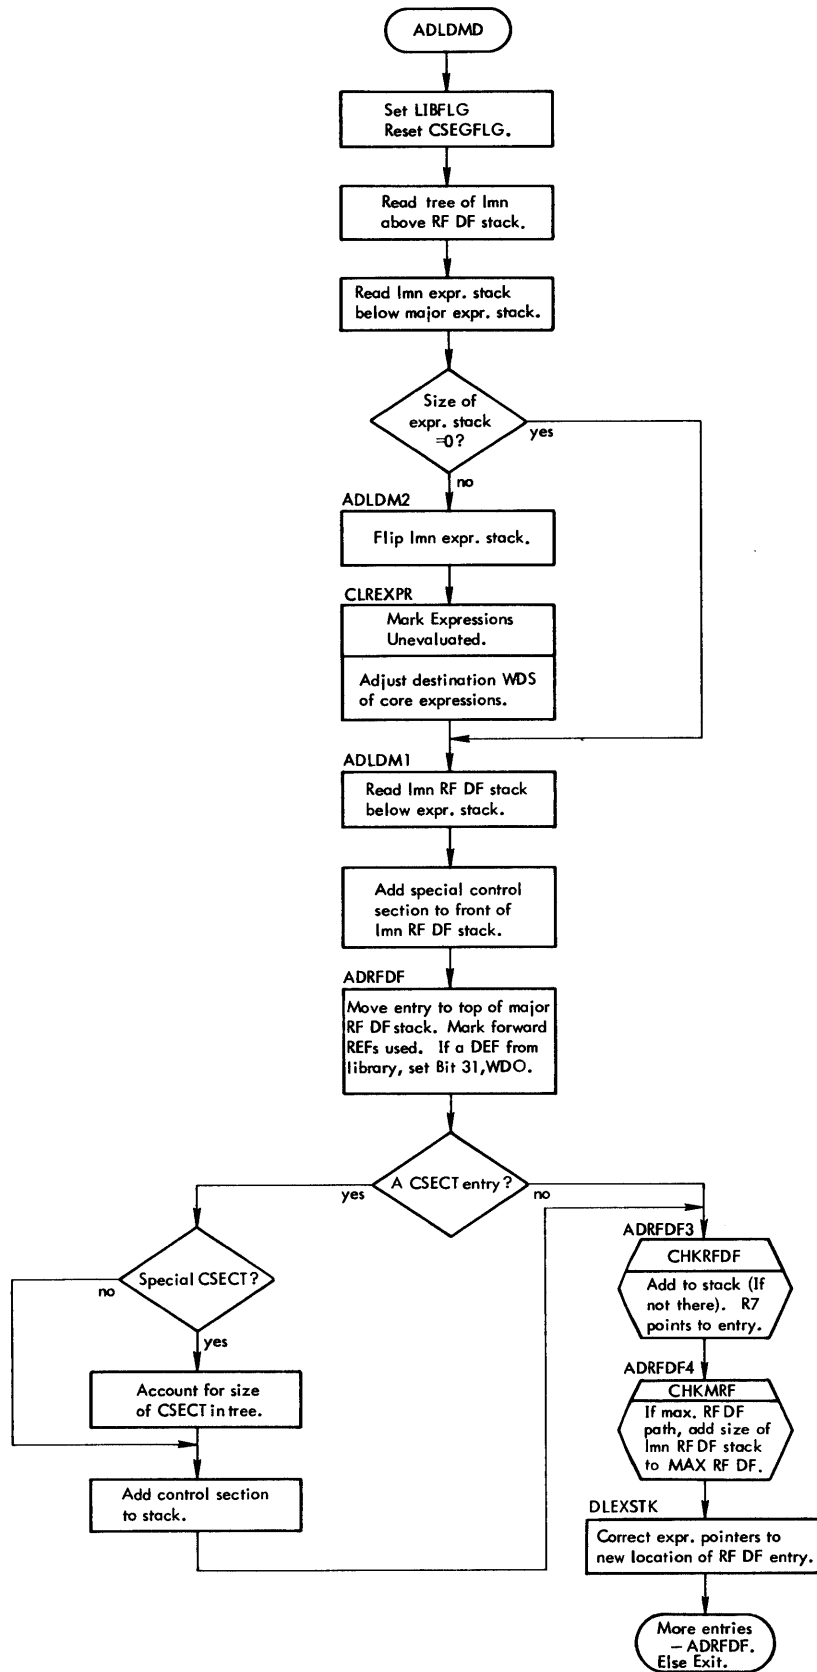 ADLDMD
Set LIBFLG
Reset CSEGFLG.
Read tree of lmn
above RF DF stack.
Read lmn expr. stack
below major expr. stack.
Size of
expr. stack
=0?
yes
no
ADLDM2
Flip lmn expr. stack.
CLREXPR
Mark Expressions
Unevaluated.
Adjust destination WDS
of core expressions.
ADLDM1
Read lmn RF DF stack
below expr. stack.
Add special control
section to front of
lmn RF DF stack.
ADRFDF
Move entry to top of major
RF DF stack. Mark forward
REFs used. If a DEF from
library, set Bit 31,WDO.
A CSECT entry?
yes
no
Special CSECT?
no
yes
Account for size
of CSECT in tree.
Add control section
to stack.
ADRFDF3
CHKRFDF
Add to stack (If
not there). R7
points to entry.
ADRFDF4
CHKMRF
If max. RF DF
path, add size of
lmn RF DF stack
to MAX RF DF.
DLEXSTK
Correct expr. pointers to
new location of RF DF entry.
More entries
– ADRFDF.
Else Exit.